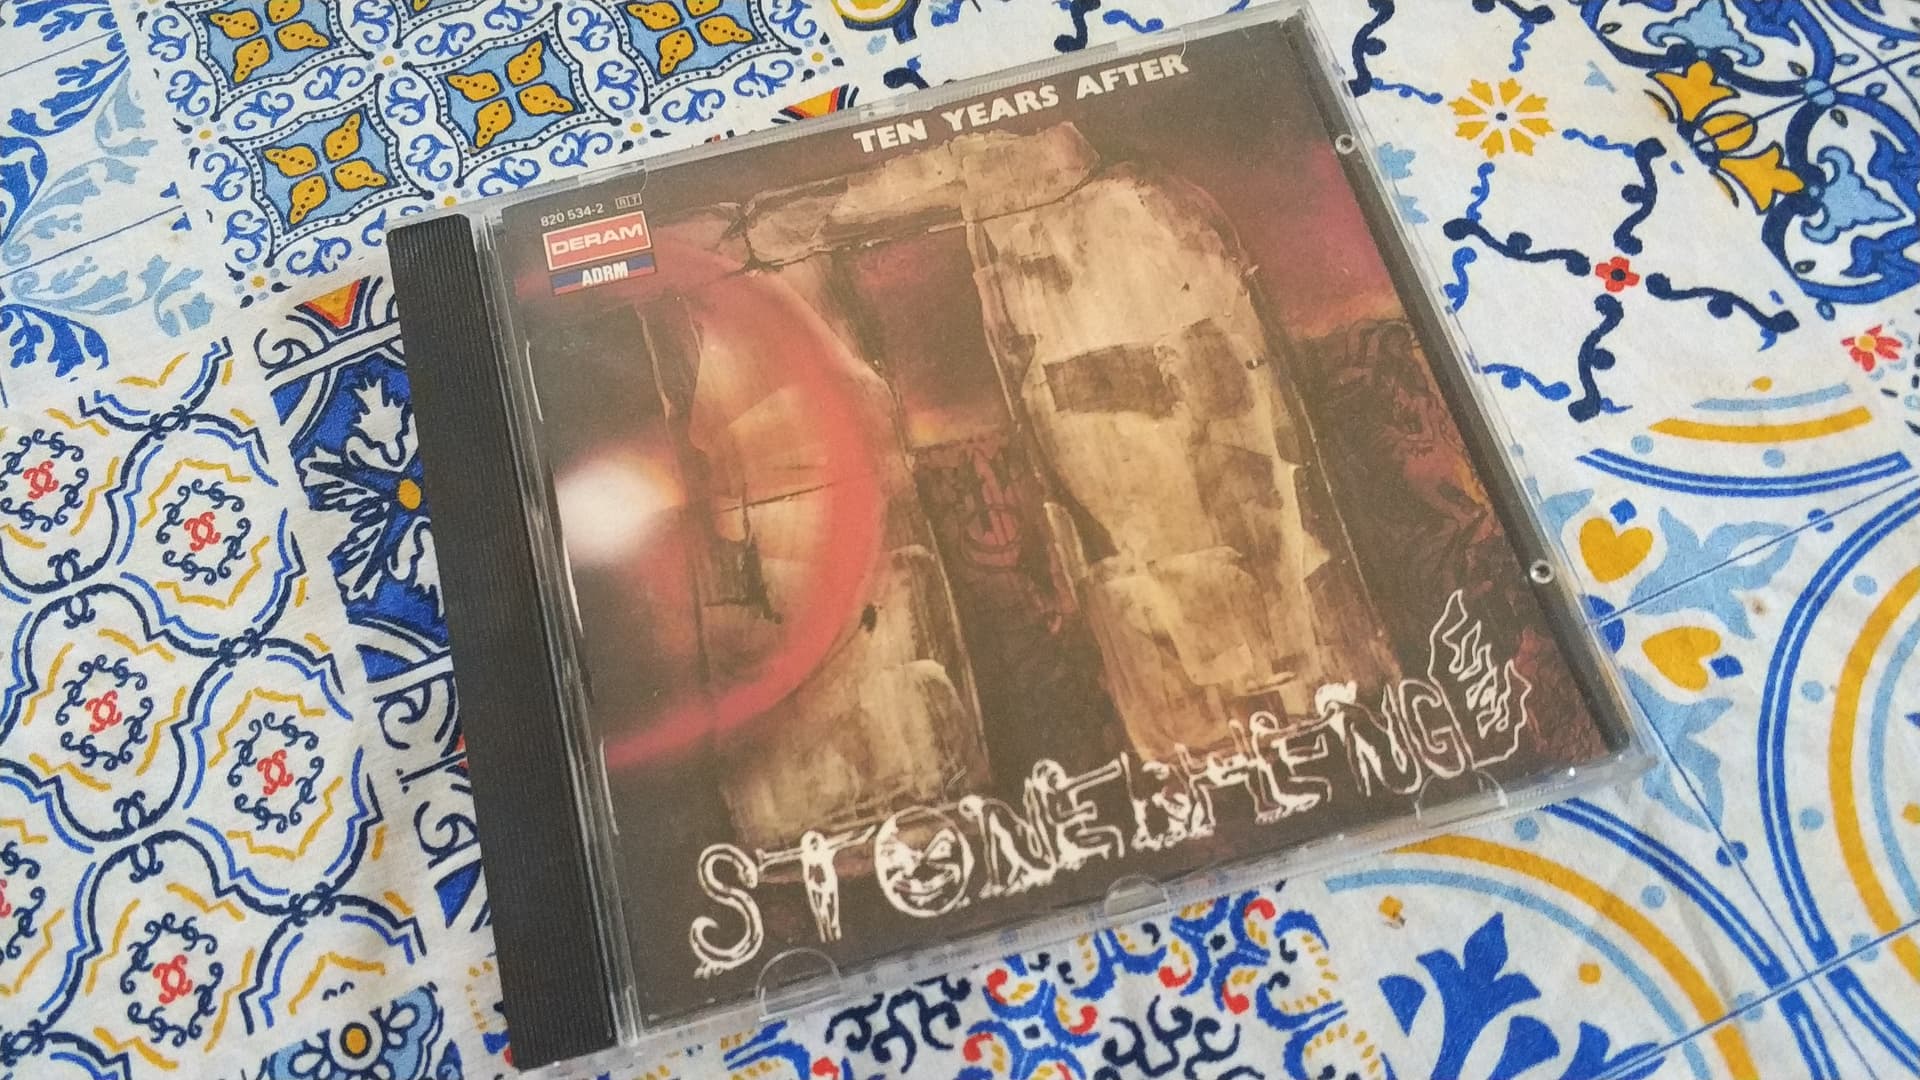 TEN YEARS AFTER
820 534-2
DERAM
ADRM
STONEDHENGE